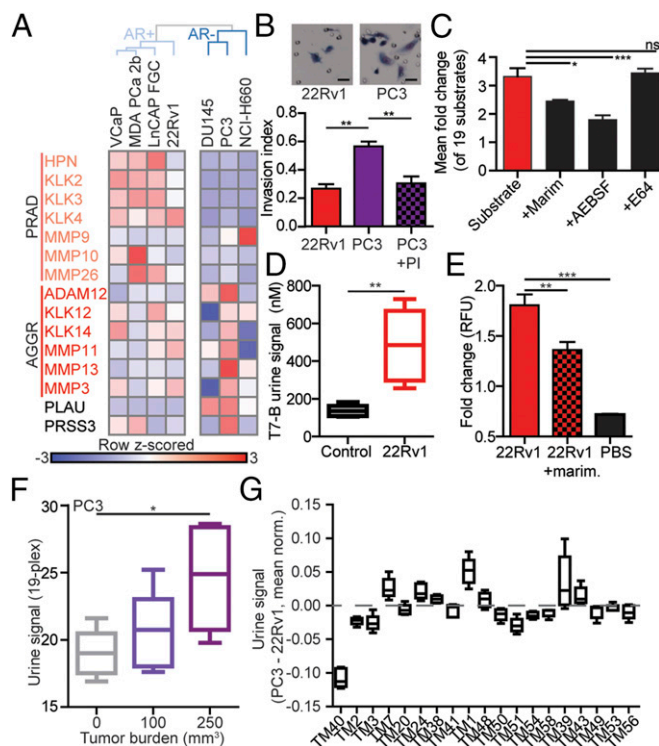 A
AR+
AR-
VCaP
MDA PCa 2b
LnCAP FGC
22Rv1
DU145
PC3
NCI-H660
PRAD
HPN
KLK2
KLK3
KLK4
MMP9
MMP10
MMP26
AGGR
ADAM12
KLK12
KLK14
MMP11
MMP13
MMP3
PLAU
PRSS3
Row z-scored
-3
3
B
22Rv1
PC3
Invasion index
0.8
0.6
0.4
0.2
0.0
**
**
22Rv1
PC3
PC3
+PI
C
Mean fold change
(of 19 substrates)
5
4
3
2
1
0
ns
***
*
Substrate
+Marim
+AEBSF
+E64
D
T7-B urine signal (nM)
800
600
400
200
0
**
Control
22Rv1
E
Fold change (RFU)
2.0
1.5
1.0
0.5
***
**
22Rv1
22Rv1
+marim.
PBS
F
PC3
Urine signal (19-plex)
30
25
20
15
*
0
100
250
Tumor burden (mm³)
G
Urine signal
(PC3 - 22Rv1, mean norm.)
0.15
0.10
0.05
0.00
-0.05
-0.10
-0.15
TM40
TM2
TM3
TM7
TM20
TM24
TM38
TM41
TM1
TM48
TM50
TM51
TM54
TM58
TM39
TM43
TM49
TM53
TM56